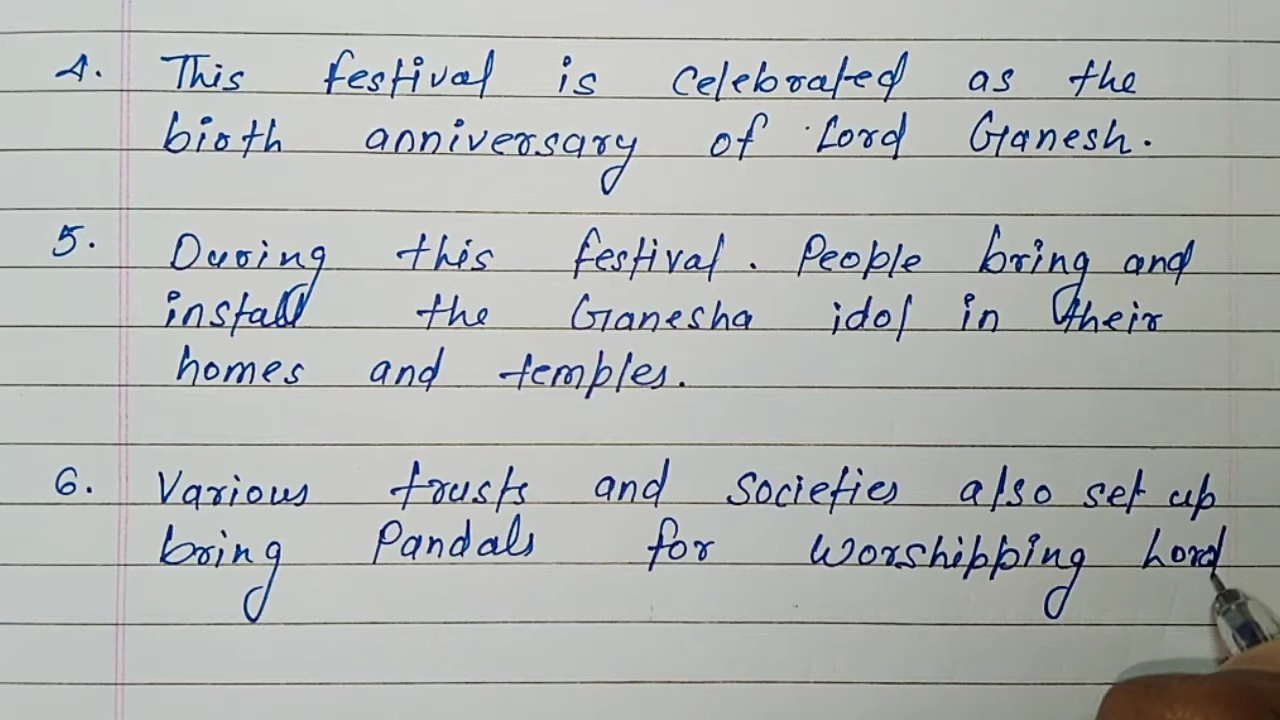 4. This festival is celebrated as the
birth anniversary of Lord Ganesh.
5. During this festival. People bring and
install the Ganesha idol in their
homes and temples.
6. Various trusts and societies also set up
bring Pandals for worshipping Lord